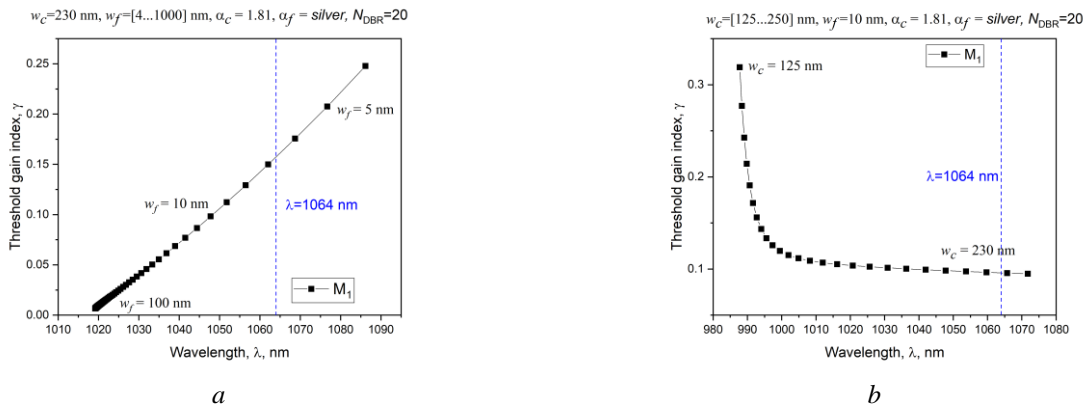 w_c=230 nm, w_f=[4...1000] nm, α_c = 1.81, α_f = silver, N_DBR=20
0.25
0.20
0.15
0.10
0.05
0.00
Threshold gain index, γ
w_f = 5 nm
w_f = 10 nm
λ=1064 nm
w_f = 100 nm
M_1
1010 1020 1030 1040 1050 1060 1070 1080 1090
Wavelength, λ, nm
a
w_c=[125...250] nm, w_f=10 nm, α_c = 1.81, α_f = silver, N_DBR=20
M_1
0.3
0.2
0.1
Threshold gain index, γ
w_c = 125 nm
λ=1064 nm
w_c = 230 nm
980 990 1000 1010 1020 1030 1040 1050 1060 1070 1080
Wavelength, λ, nm
b